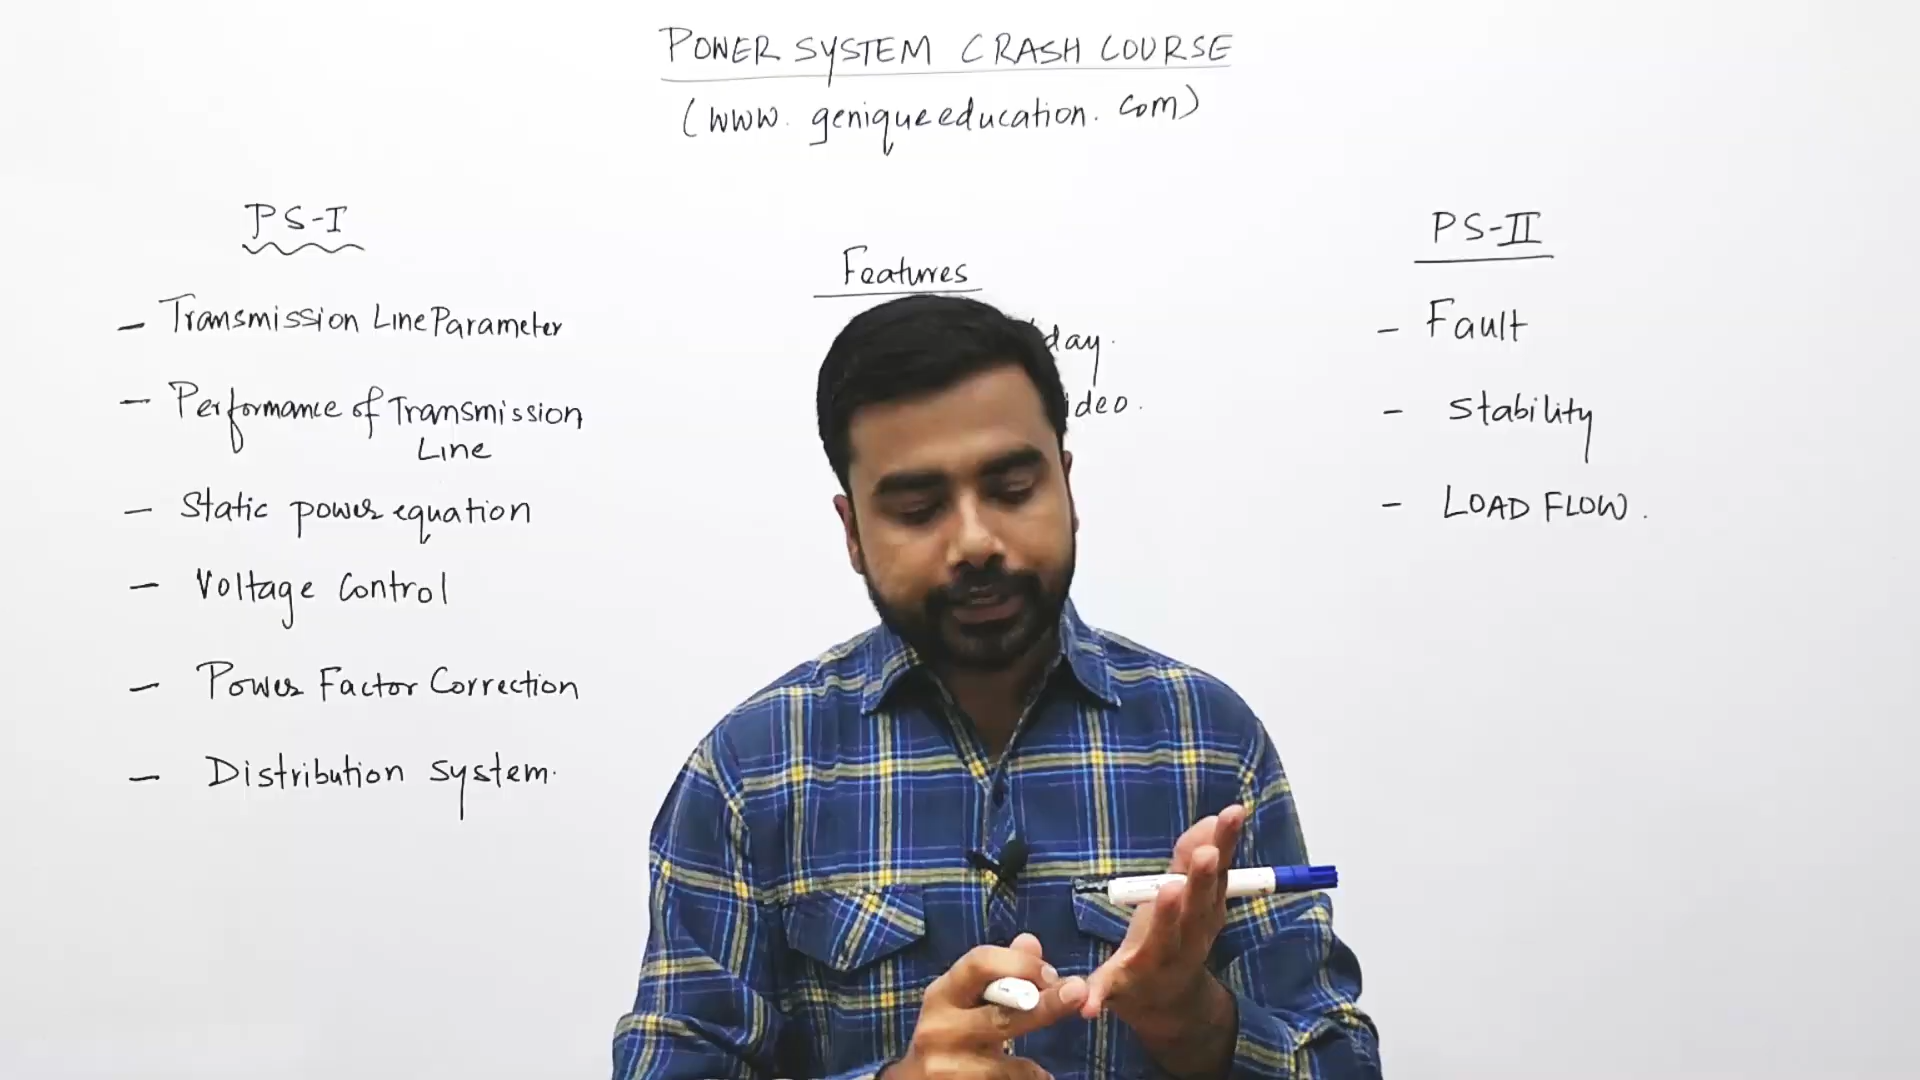 POWER SYSTEM CRASH COURSE
(www.geniqueeducation.com)
PS-I
- Transmission Line Parameter
- Performance of Transmission
Line
- Static power equation
- Voltage Control
- Power Factor Correction
- Distribution system.
Features
day.
PS-II
- Fault
- Stability
- LOAD FLOW.